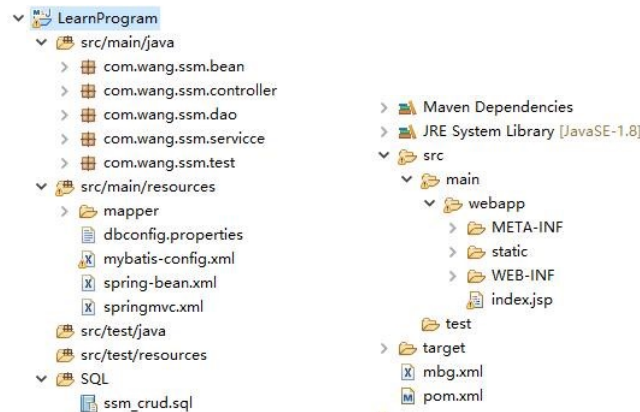 LearnProgram
src/main/java
com.wang.ssm.bean
com.wang.ssm.controller
com.wang.ssm.dao
com.wang.ssm.servicce
com.wang.ssm.test
src/main/resources
mapper
dbconfig.properties
mybatis-config.xml
spring-bean.xml
springmvc.xml
src/test/java
src/test/resources
SQL
ssm_crud.sql
Maven Dependencies
JRE System Library [JavaSE-1.8]
src
main
webapp
META-INF
static
WEB-INF
index.jsp
test
target
mbg.xml
pom.xml